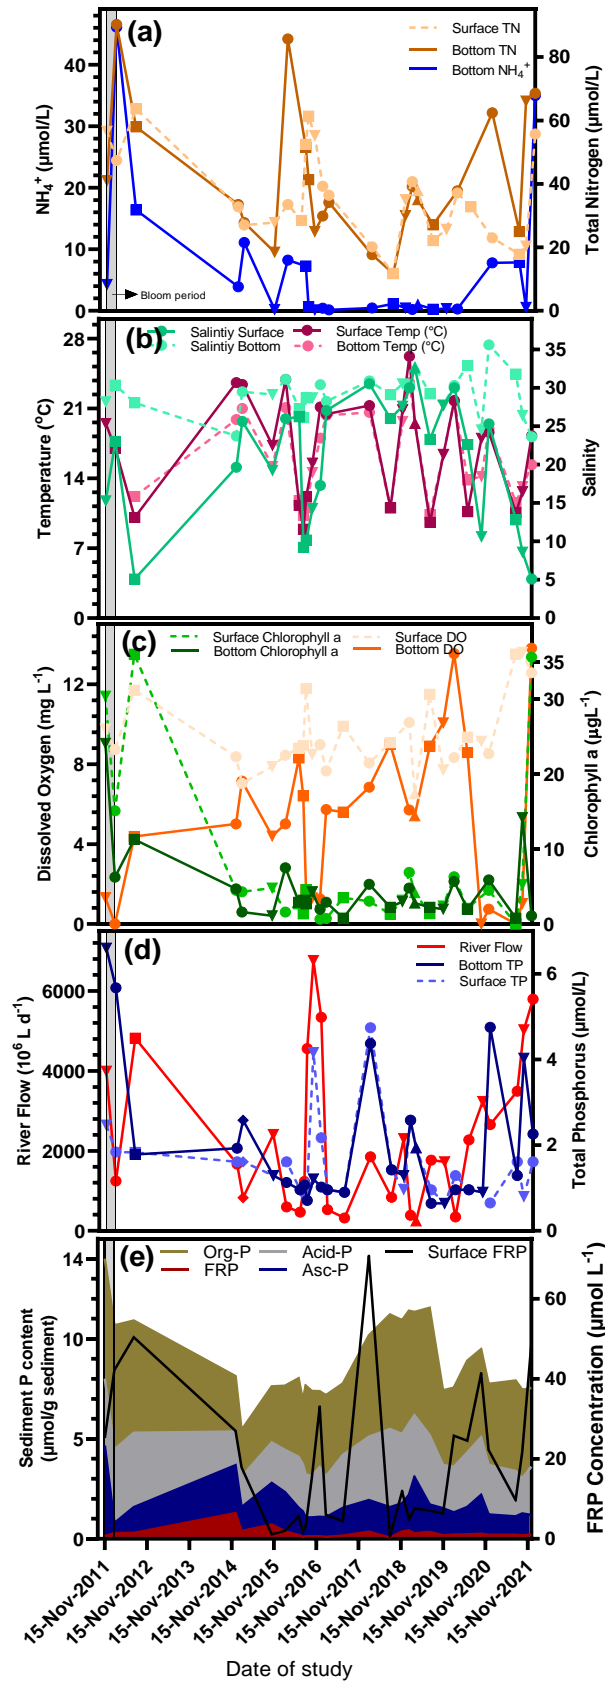 (a)
Surface TN
Bottom TN
Bottom NH₄⁺
NH₄⁺ (µmol/L)
0
10
20
30
40
Total Nitrogen (µmol/L)
0
20
40
60
80
Bloom period
(b)
Salinitiy Surface
Surface Temp (°C)
Salinitiy Bottom
Bottom Temp (°C)
Temperature (°C)
0
7
14
21
28
Salinity
0
5
10
15
20
25
30
35
(c)
Surface Chlorophyll a
Surface DO
Bottom Chlorophyll a
Bottom DO
Dissolved Oxygen (mg L⁻¹)
0
4
8
12
Chlorophyll a (µgL⁻¹)
0
10
20
30
(d)
River Flow
Bottom TP
Surface TP
River Flow (10⁶ L d⁻¹)
0
2000
4000
6000
Total Phosphorus (µmol/L)
0
2
4
6
(e)
Org-P
Acid-P
Surface FRP
FRP
Asc-P
Sediment P content
µmol/g sediment)
0
5
10
14
FRP Concentration (µmol L⁻¹)
0
20
40
60
15-Nov-2011
15-Nov-2012
15-Nov-2013
15-Nov-2014
15-Nov-2015
15-Nov-2016
15-Nov-2017
15-Nov-2018
15-Nov-2019
15-Nov-2020
15-Nov-2021
Date of study